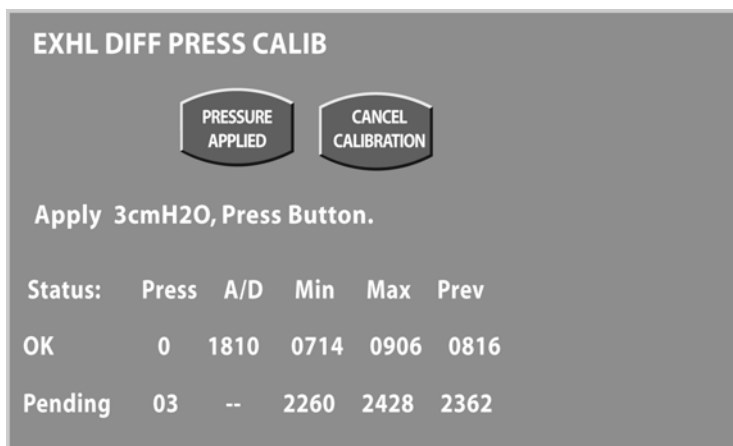 EXHL DIFF PRESS CALIB
PRESSURE APPLIED
CANCEL CALIBRATION
Apply 3cmH2O, Press Button.
Status: Press A/D Min Max Prev
OK 0 1810 0714 0906 0816
Pending 03 -- 2260 2428 2362